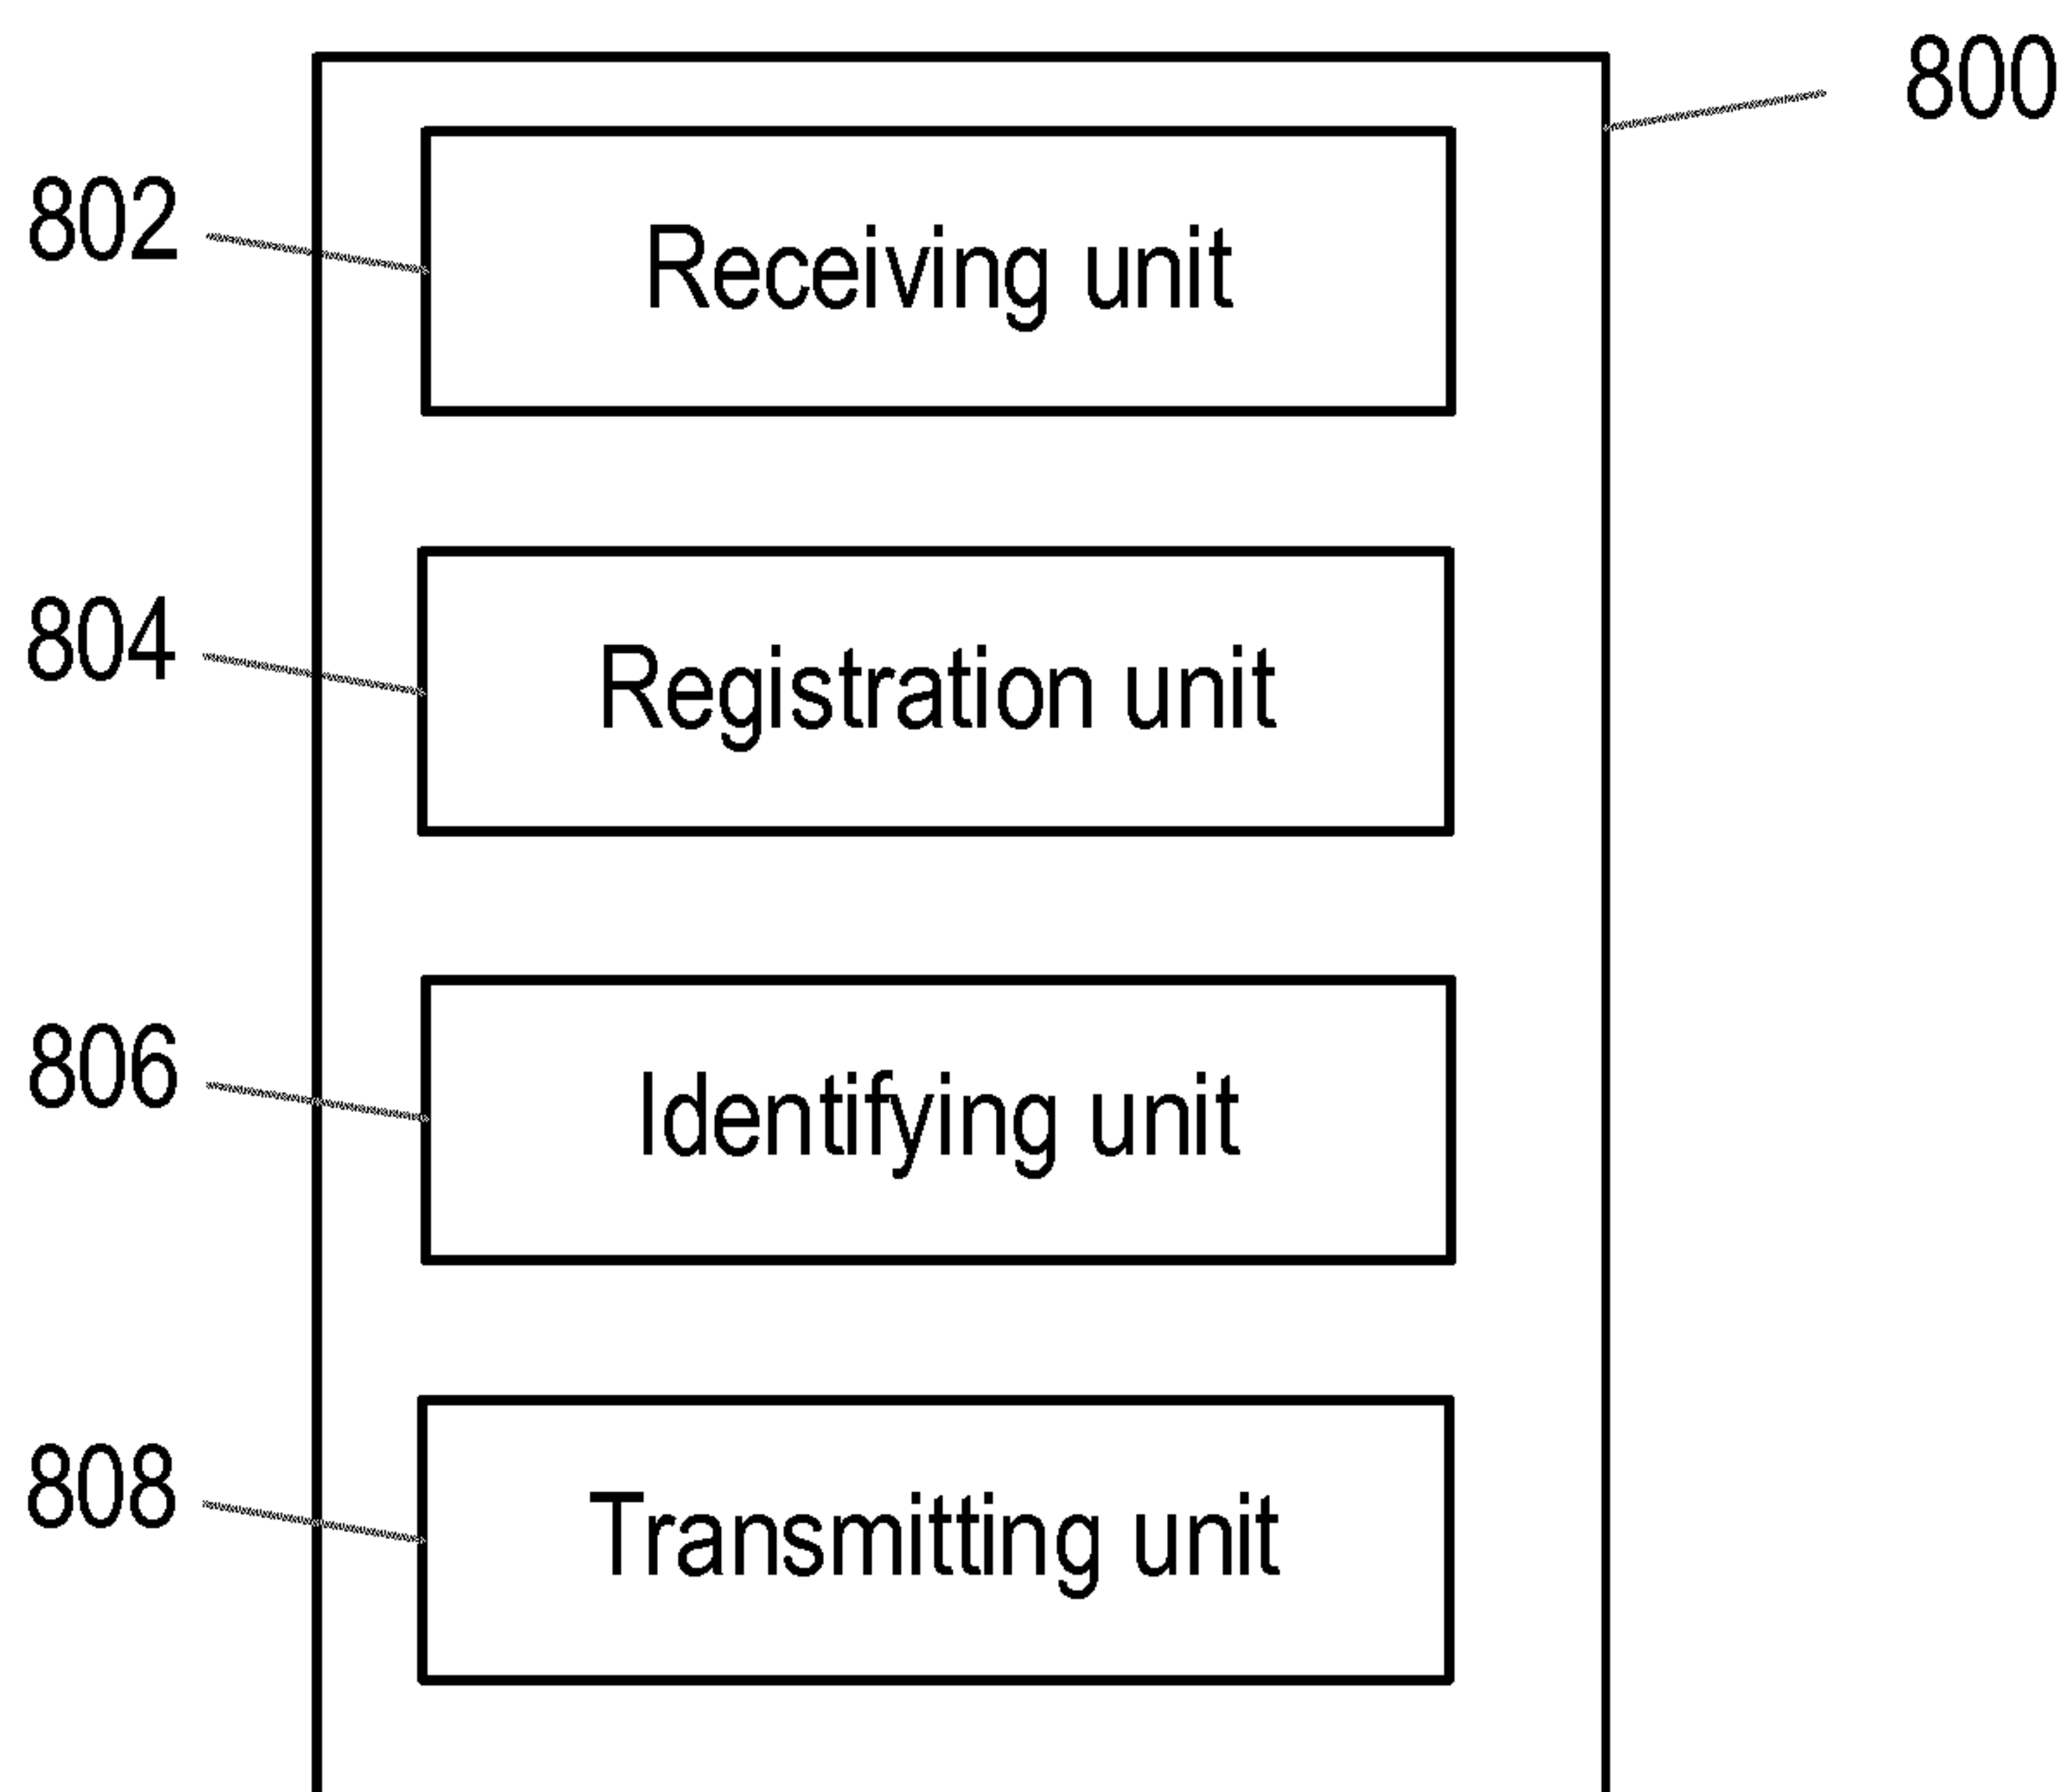 800
802
Receiving unit
804
Registration unit
806
Identifying unit
808
Transmitting unit